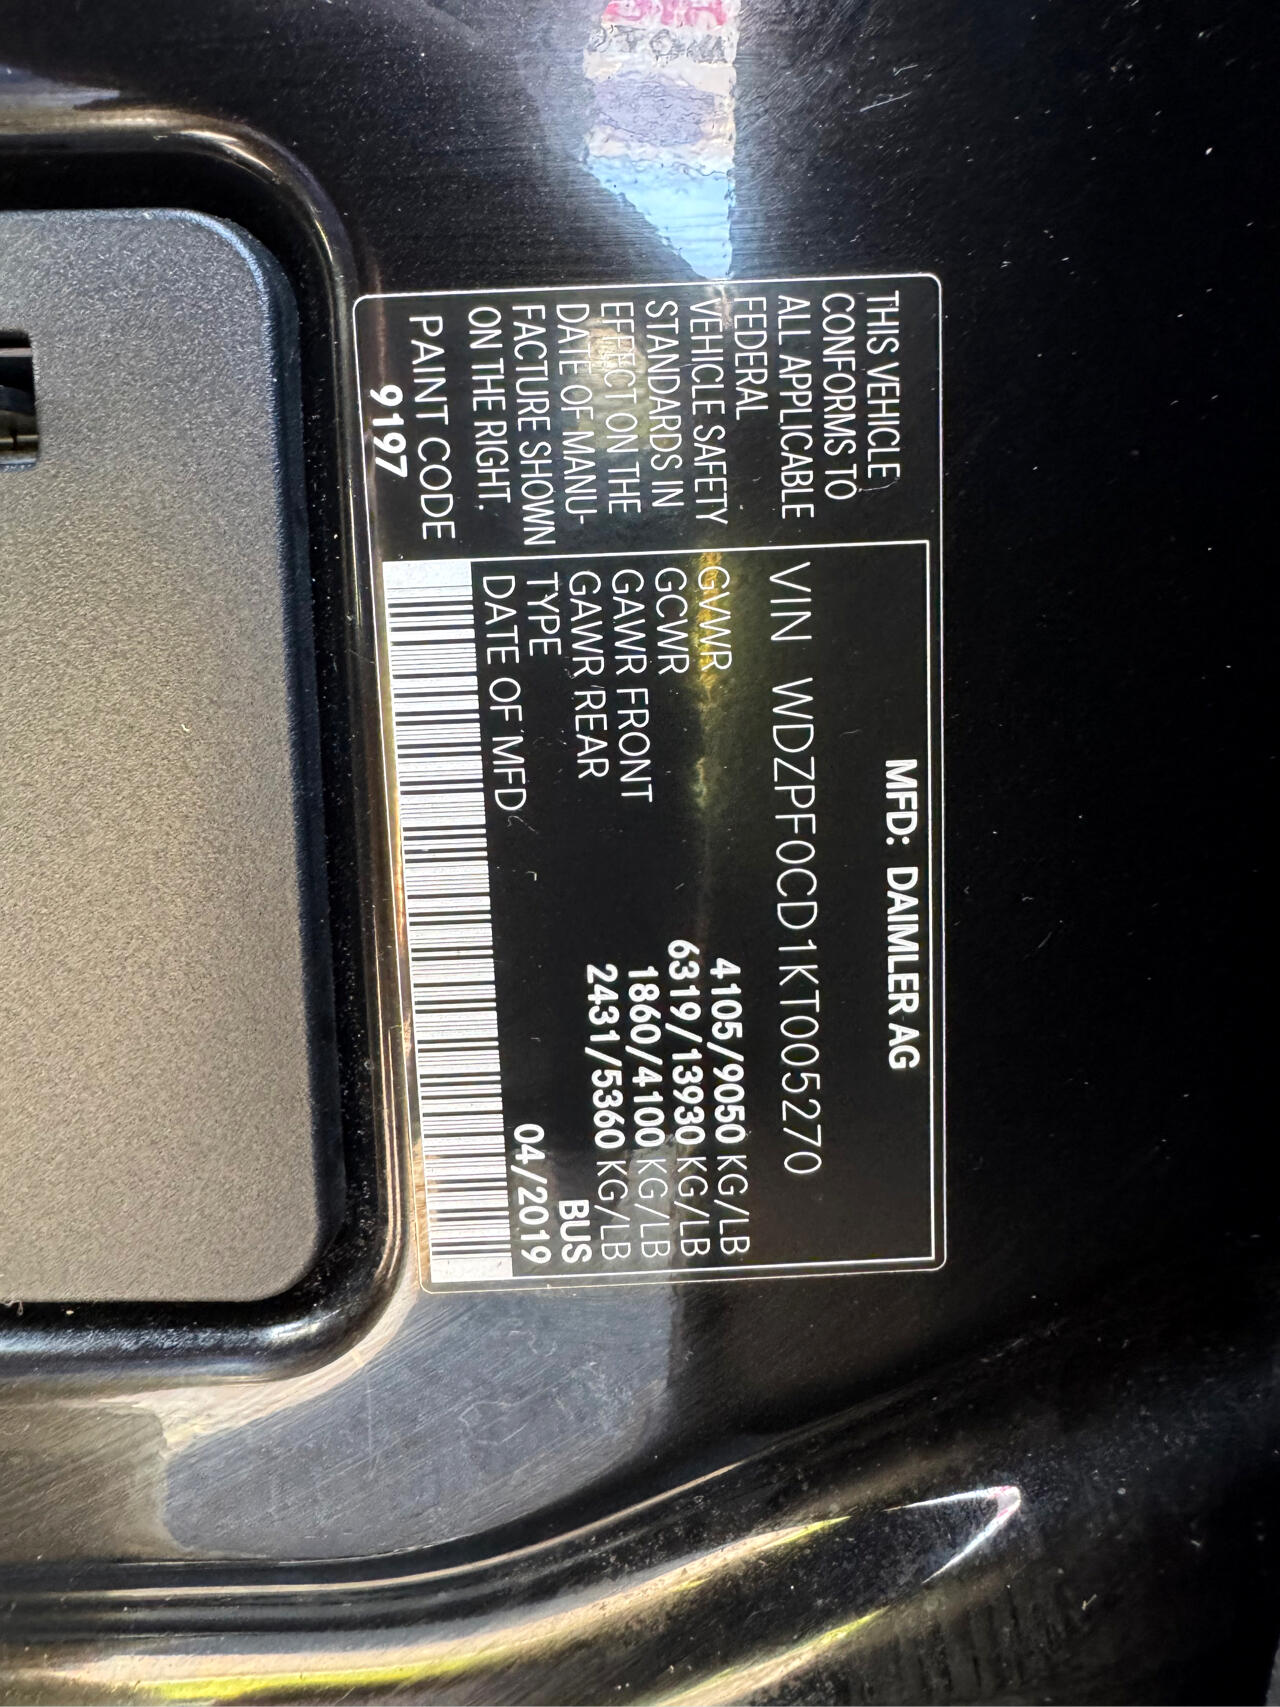 THIS VEHICLE
CONFORMS TO
ALL APPLICABLE
FEDERAL
VEHICLE SAFETY
STANDARDS IN
EFFECT ON THE
DATE OF MANU-
FACTURE SHOWN
ON THE RIGHT.
PAINT CODE
9197
MFD: DAIMLER AG
VIN WDZPF0CD1KT005270
GVWR 4105/9050 KG/LB
GCWR 6319/13930 KG/LB
GAWR FRONT 1860/4100 KG/LB
GAWR REAR 2431/5360 KG/LB
TYPE BUS
DATE OF MFD 04/2019